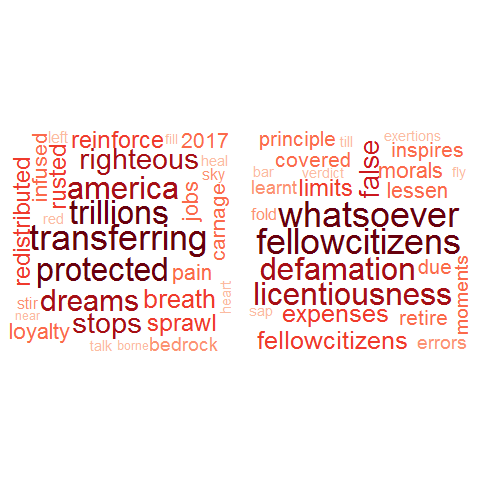 left reinforce fill 2017
infused righteous heal
rusted america sky
redistributed trillions jobs carnage
red transferring
protected pain
stir dreams breath heart
near stops sprawl
loyalty talk borne bedrock
principle till exertions
covered false inspires
bar verdict morals fly
learnt limits lessen
fold whatsoever
fellowcitizens
defamation due
licentiousness moments
sap expenses retire
fellowcitizens errors